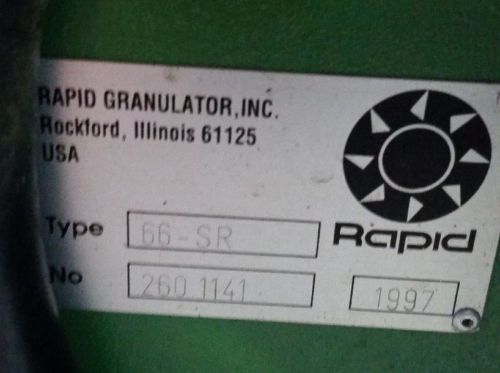 RAPID GRANULATOR, INC.
Rockford, Illinois 61125
USA
Type 66-SR
Rapid
No 260 1141
1997